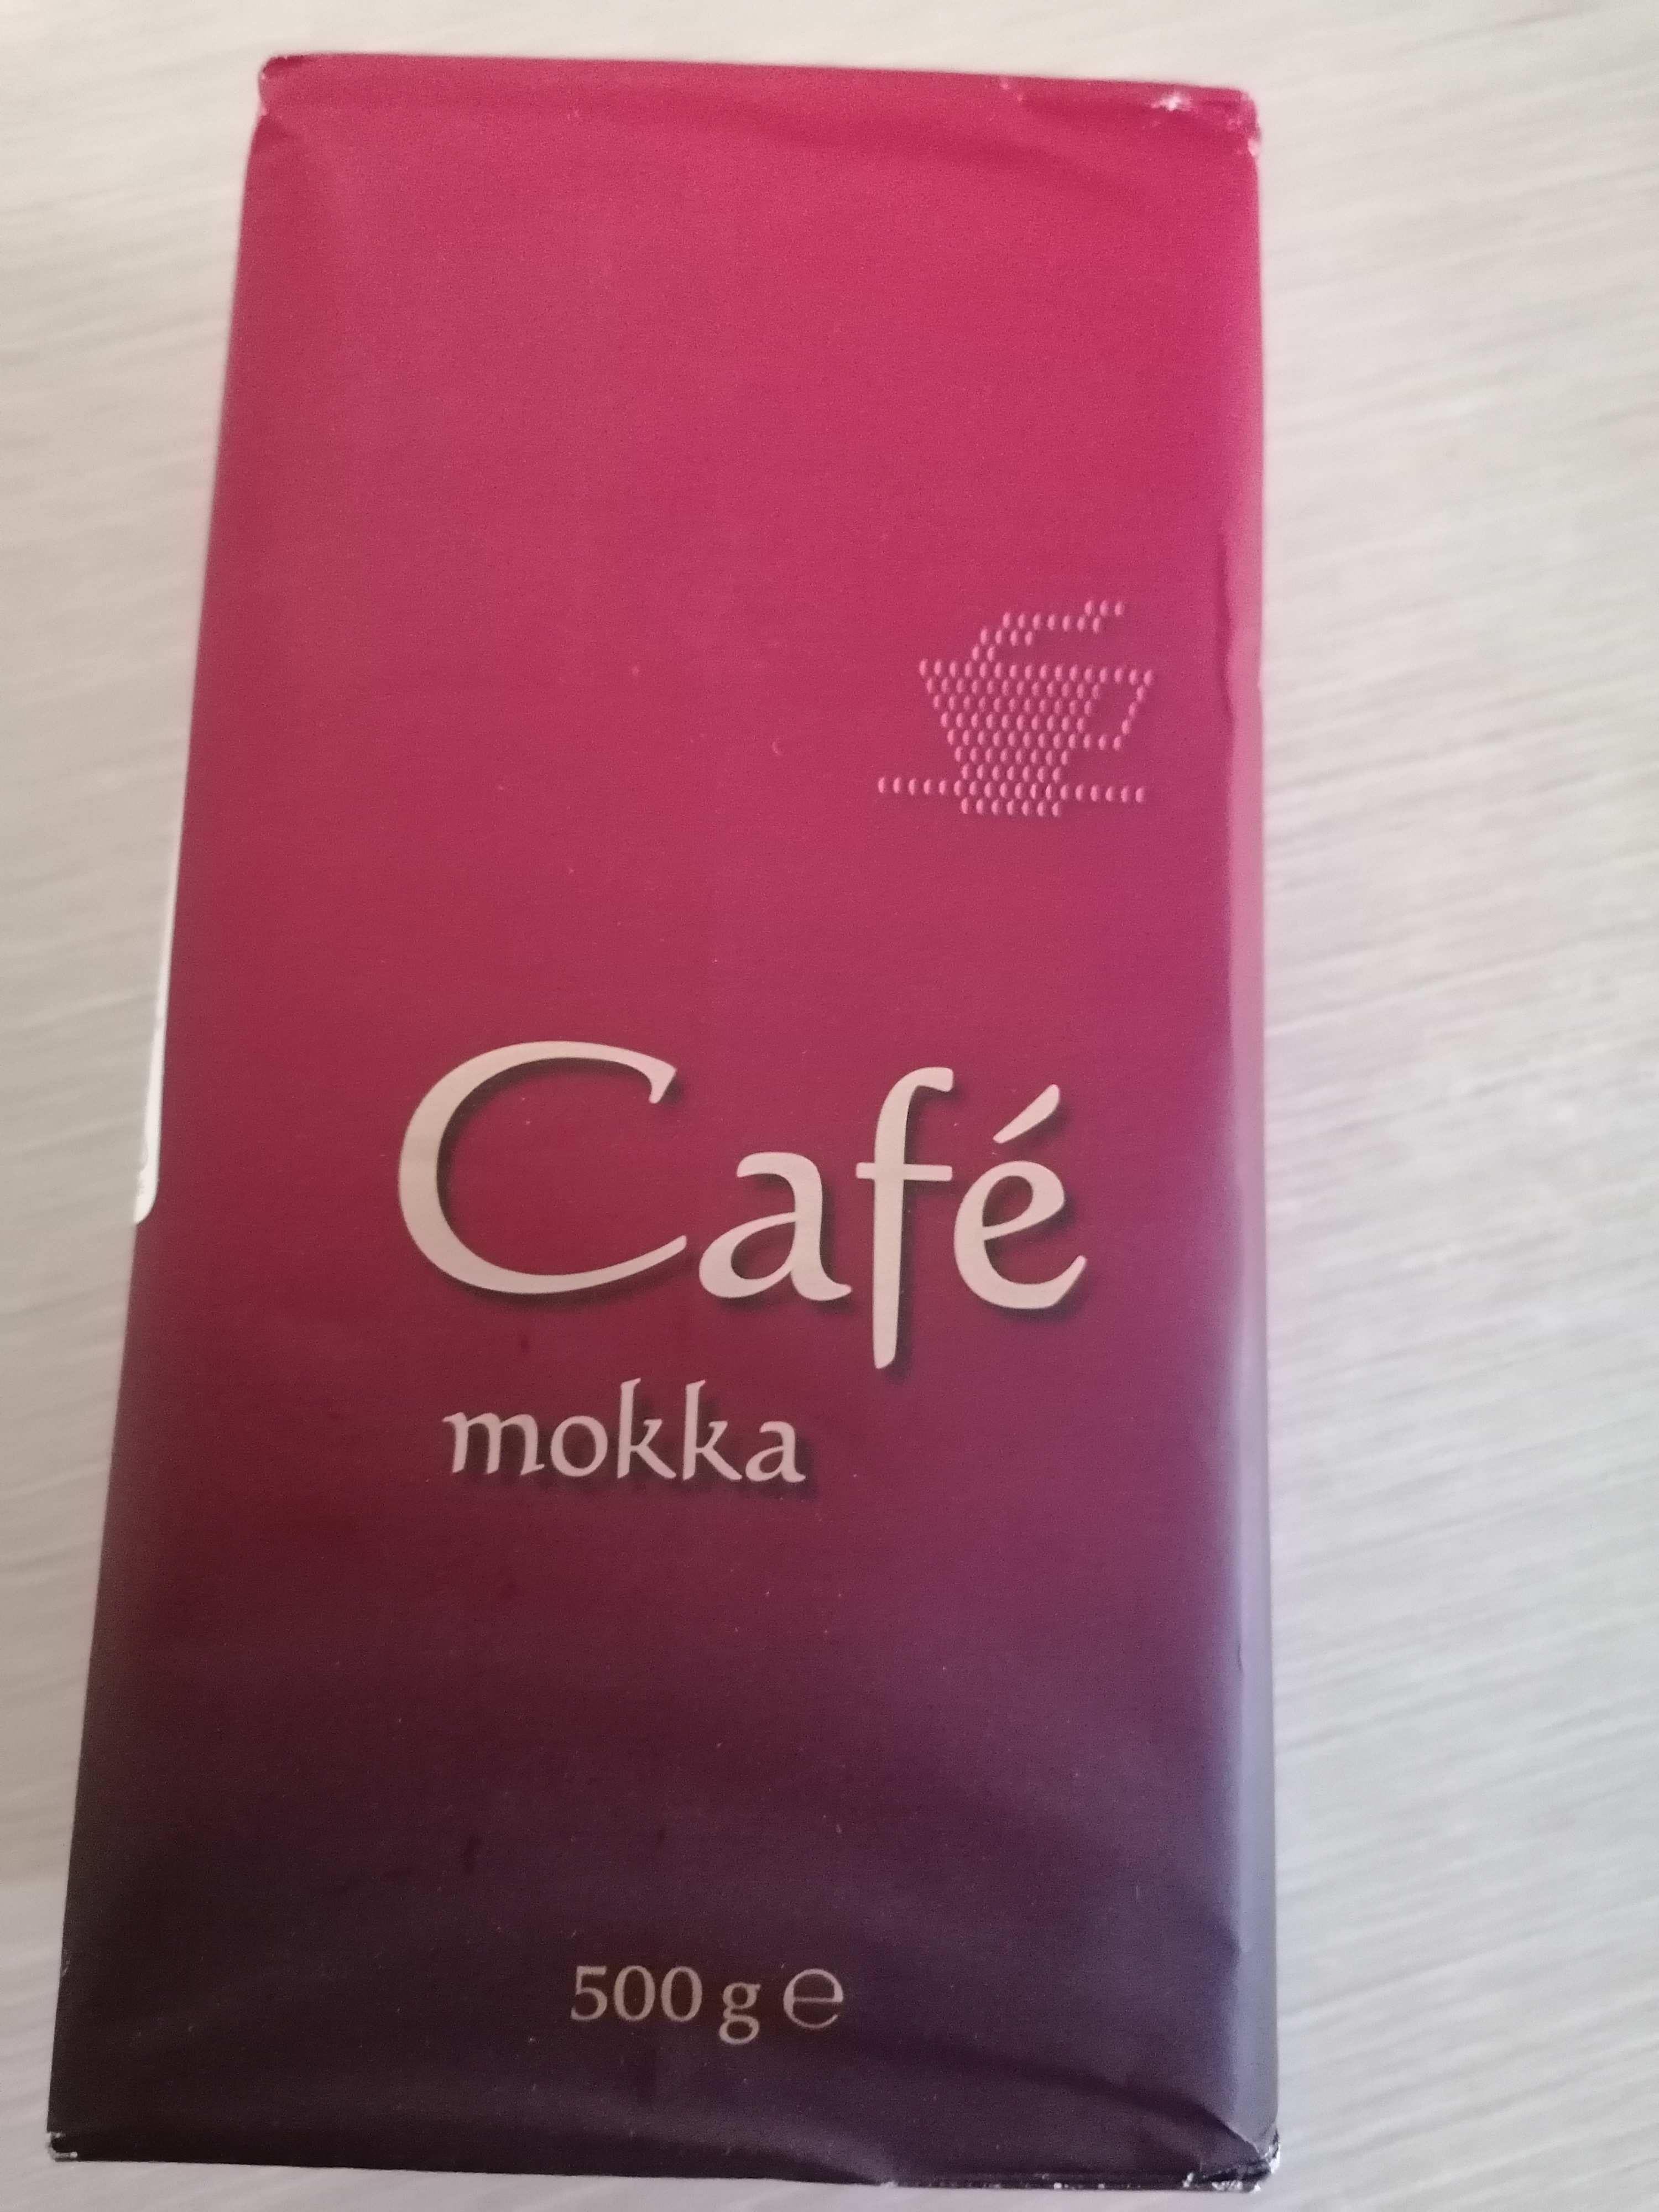 Café
mokka
500 g ℮